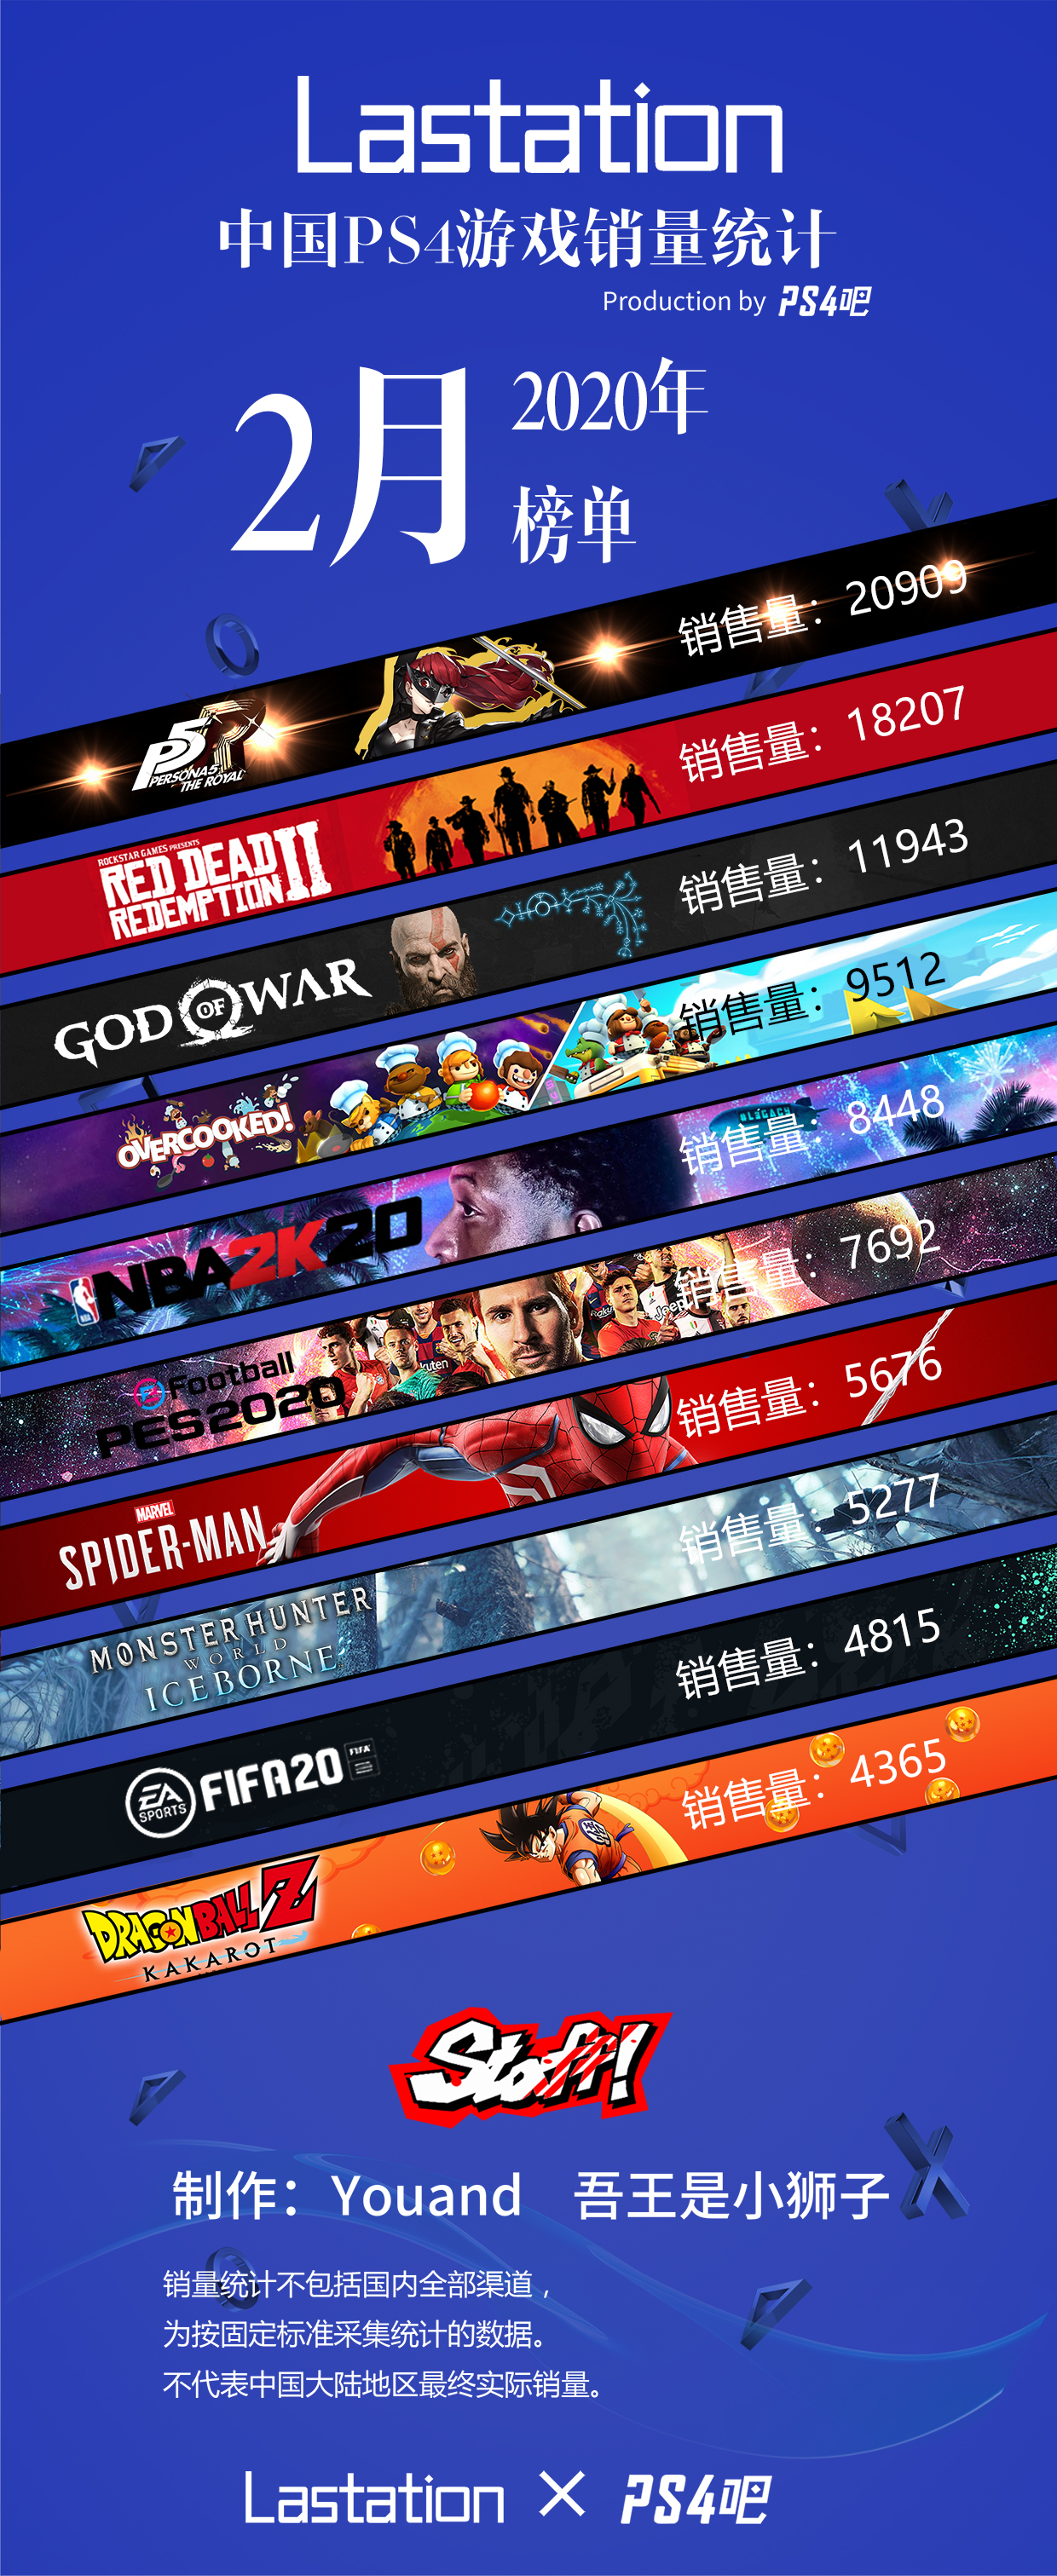 Lastation
中国PS4游戏销量统计
Production by PS4吧
2月
2020年
榜单
P5R
PERSONA5
THE ROYAL
销售量：20909
ROCKSTAR GAMES PRESENTS
RED DEAD
REDEMPTION II
销售量：18207
GOD OF WAR
销售量：11943
OVERCOOKED!
销售量：9512
NBA 2K20
销售量：8448
eFootball
PES2020
Jeep
销售量：7692
MARVEL
SPIDER-MAN
销售量：5676
MONSTER HUNTER
WORLD
ICEBORNE
销售量：5277
EA
SPORTS
FIFA20
FIFA
销售量：4815
DRAGONBALL Z
KAKAROT
销售量：4365
Staff!
制作：Youand 吾王是小狮子
销量统计不包括国内全部渠道，
为按固定标准采集统计的数据。
不代表中国大陆地区最终实际销量。
Lastation × PS4吧